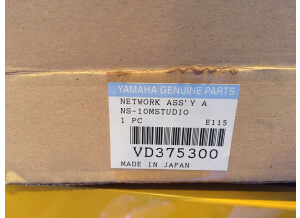 YAMAHA GENUINE PARTS
NETWORK ASS'Y A
NS-10MSTUDIO
1 PC E115
VD375300
MADE IN JAPAN